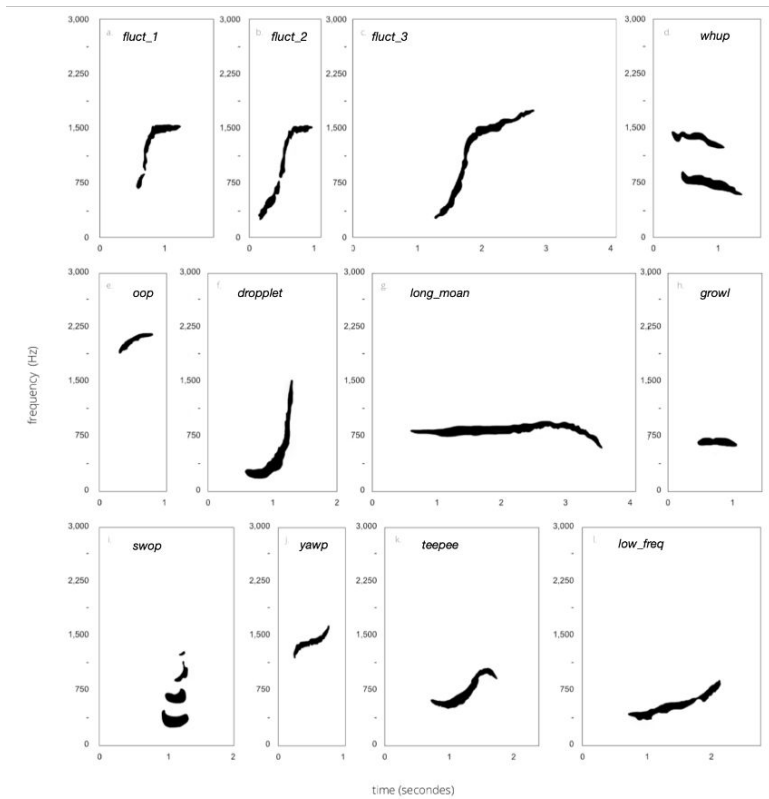 3,000 3,000 3,000 3,000
a. fluct_1 b. fluct_2 c. fluct_3 d. whup
2,250 2,250 2,250 2,250
- - - -
1,500 1,500 1,500 1,500
- - - -
750 750 750 750
- - - -
0 0 0 0
0 1 0 1 0 1 2 3 4 0 1
3,000 3,000 3,000 3,000
e. oop f. dropplet g. long_moan h. growl
2,250 2,250 2,250 2,250
- - - -
1,500 1,500 1,500 1,500
- - - -
750 750 750 750
- - - -
0 0 0 0
0 1 0 1 2 0 1 2 3 4 0 1
frequency (Hz)
3,000 3,000 3,000 3,000
i. swop j. yawp k. teepee l. low_freq
2,250 2,250 2,250 2,250
- - - -
1,500 1,500 1,500 1,500
- - - -
750 750 750 750
- - - -
0 0 0 0
0 1 2 0 1 0 1 2 0 1 2
time (secondes)